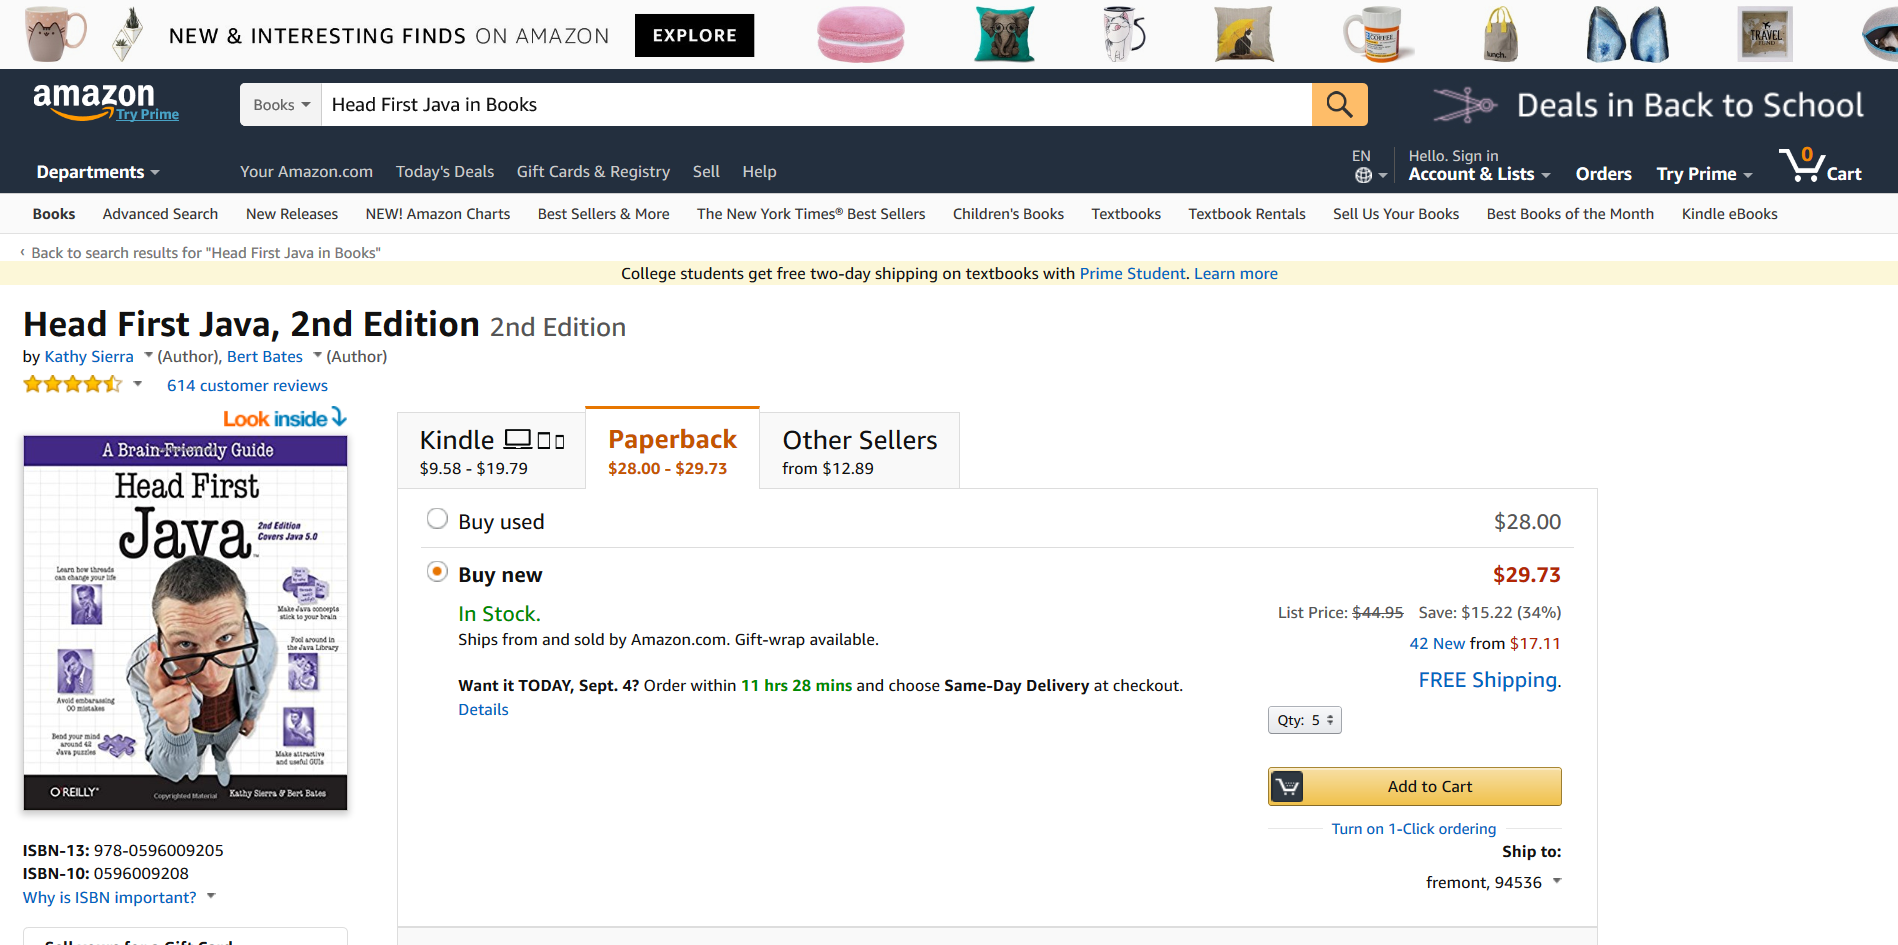 NEW & INTERESTING FINDS ON AMAZON EXPLORE
COFFEE
lunch.
TRAVEL
FUND
amazon
Try Prime
Books
Head First Java in Books
Deals in Back to School
Departments
Your Amazon.com Today's Deals Gift Cards & Registry Sell Help
EN
Hello. Sign in
Account & Lists
Orders
Try Prime
0
Cart
Books Advanced Search New Releases NEW! Amazon Charts Best Sellers & More The New York Times® Best Sellers Children's Books Textbooks Textbook Rentals Sell Us Your Books Best Books of the Month Kindle eBooks
‹ Back to search results for "Head First Java in Books"
College students get free two-day shipping on textbooks with Prime Student. Learn more
Head First Java, 2nd Edition 2nd Edition
by Kathy Sierra (Author), Bert Bates (Author)
614 customer reviews
Look inside
A Brain-Friendly Guide
Head First
Java
2nd Edition
Covers Java 5.0
™
Learn how threads
can change your life
Make Java concepts
stick to your brain
Fool around in
the Java Library
Avoid embarassing
OO mistakes
Bend your mind
around 42
Java puzzles
Make attractive
and useful GUIs
O'REILLY®
Copyrighted Material
Kathy Sierra & Bert Bates
ISBN-13: 978-0596009205
ISBN-10: 0596009208
Why is ISBN important?
Kindle
$9.58 - $19.79
Paperback
$28.00 - $29.73
Other Sellers
from $12.89
Buy used $28.00
Buy new $29.73
In Stock.
Ships from and sold by Amazon.com. Gift-wrap available.
List Price: $44.95 Save: $15.22 (34%)
42 New from $17.11
FREE Shipping.
Want it TODAY, Sept. 4? Order within 11 hrs 28 mins and choose Same-Day Delivery at checkout.
Details
Qty: 5
Add to Cart
Turn on 1-Click ordering
Ship to:
fremont, 94536
Sell yours for a Gift Card